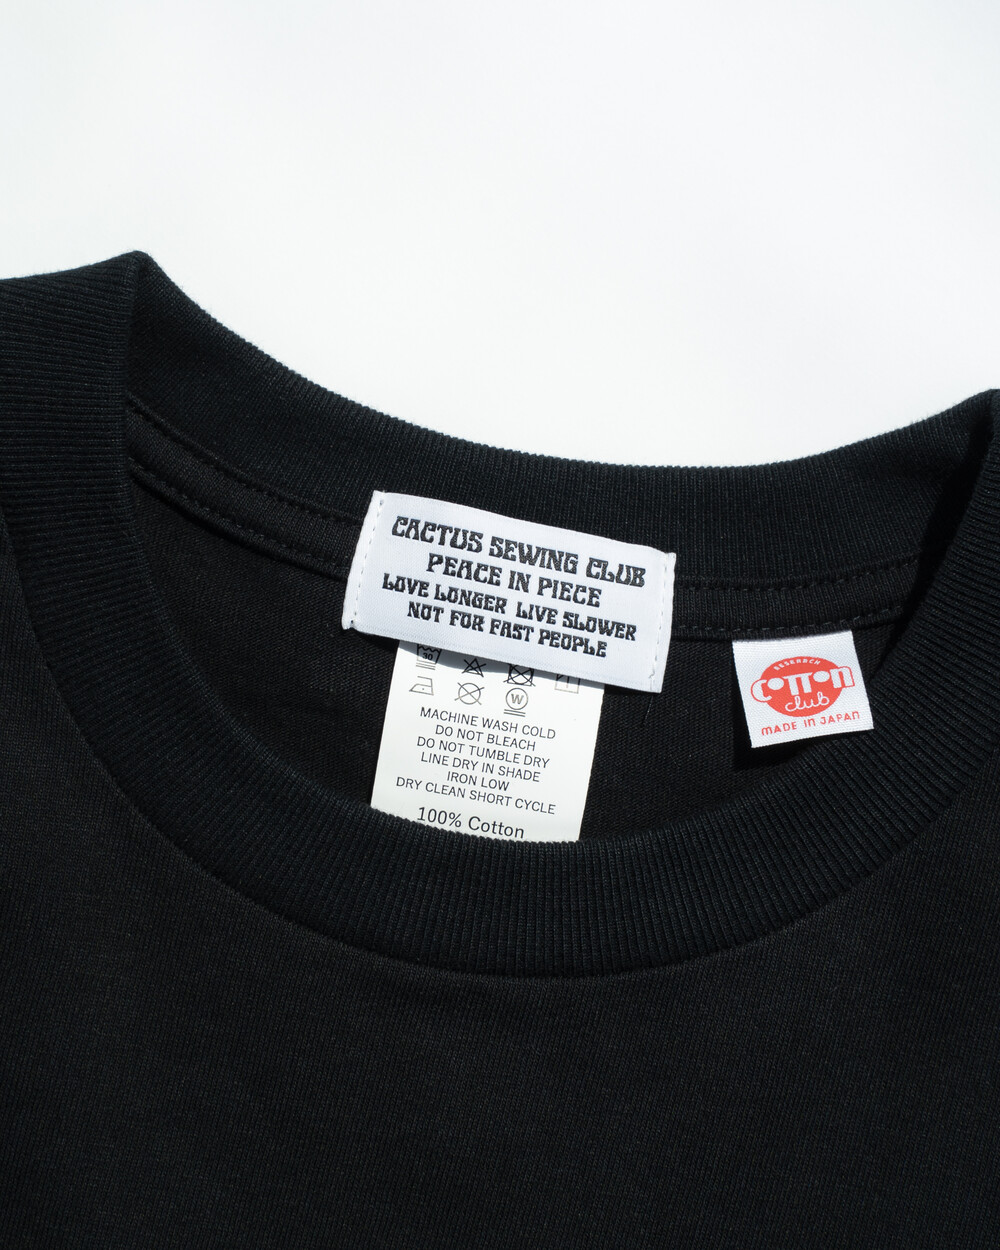 CACTUS SEWING CLUB
PEACE IN PIECE
LOVE LONGER LIVE SLOWER
NOT FOR FAST PEOPLE
30
W
MACHINE WASH COLD
DO NOT BLEACH
DO NOT TUMBLE DRY
LINE DRY IN SHADE
IRON LOW
DRY CLEAN SHORT CYCLE
100% Cotton
RESEARCH
COTTON
club
MADE IN JAPAN